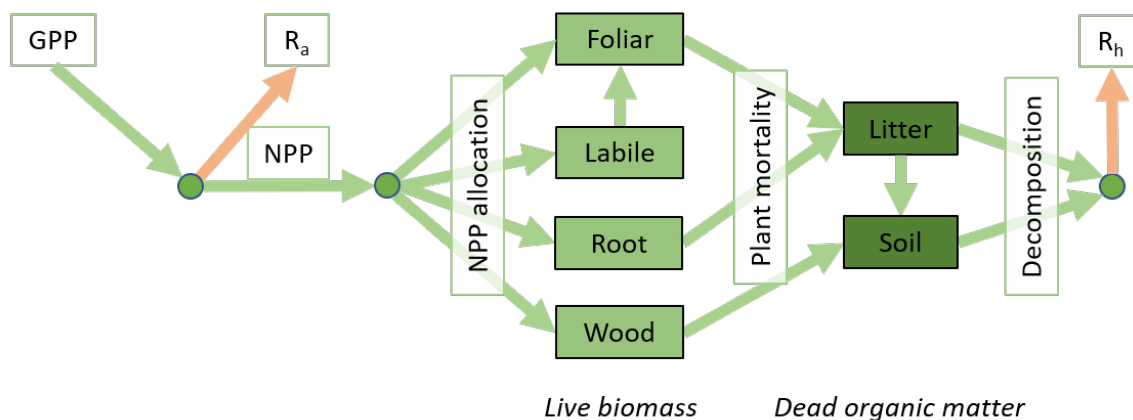 GPP
Rₐ
NPP
NPP allocation
Foliar
Labile
Root
Wood
Plant mortality
Litter
Soil
Decomposition
Rₕ
Live biomass
Dead organic matter